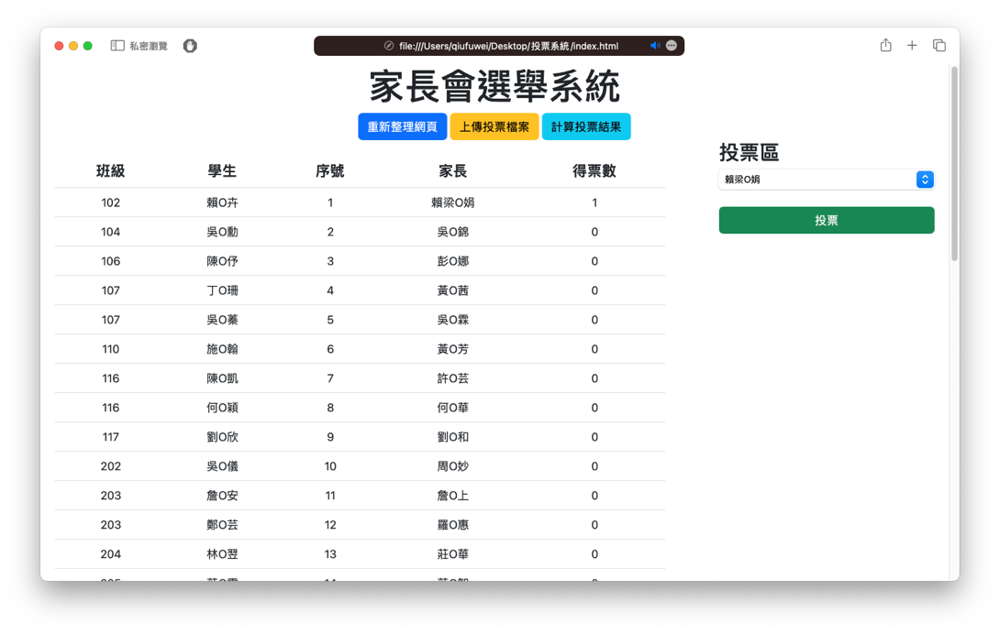 私密瀏覽
file:///Users/qiufuwei/Desktop/投票系統/index.html
家長會選舉系統
重新整理網頁 上傳投票檔案 計算投票結果
班級 學生 序號 家長 得票數
102 賴O卉 1 賴梁O娟 1
104 吳O勳 2 吳O錦 0
106 陳O伃 3 彭O娜 0
107 丁O珊 4 黃O茜 0
107 吳O蓁 5 吳O霖 0
110 施O翰 6 黃O芳 0
116 陳O凱 7 許O芸 0
116 何O穎 8 何O華 0
117 劉O欣 9 劉O和 0
202 吳O儀 10 周O妙 0
203 詹O安 11 詹O上 0
203 鄭O芸 12 羅O惠 0
204 林O翌 13 莊O華 0
投票區
賴梁O娟
投票